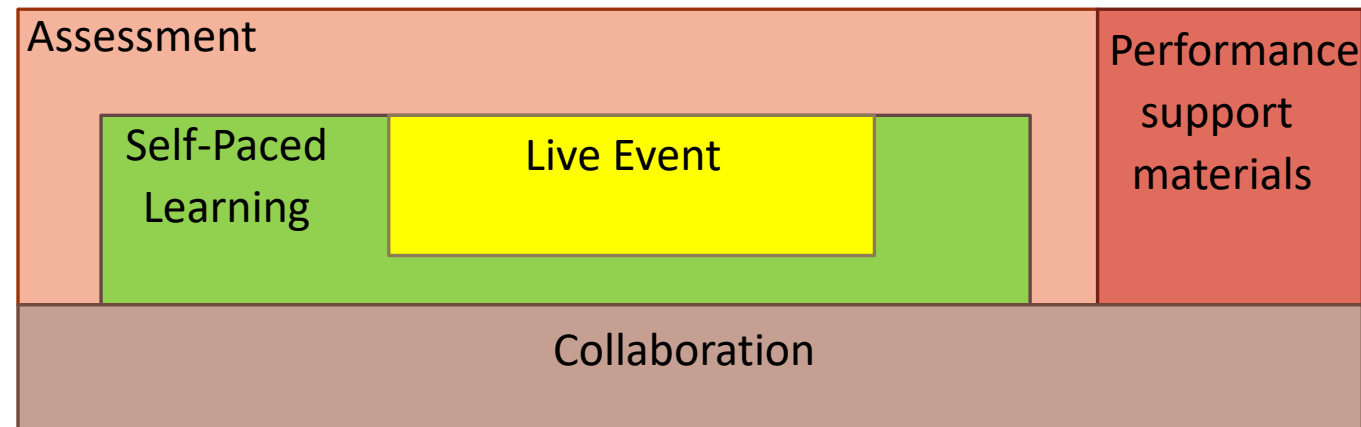 Assessment
Performance
support
materials
Self-Paced
Learning
Live Event
Collaboration